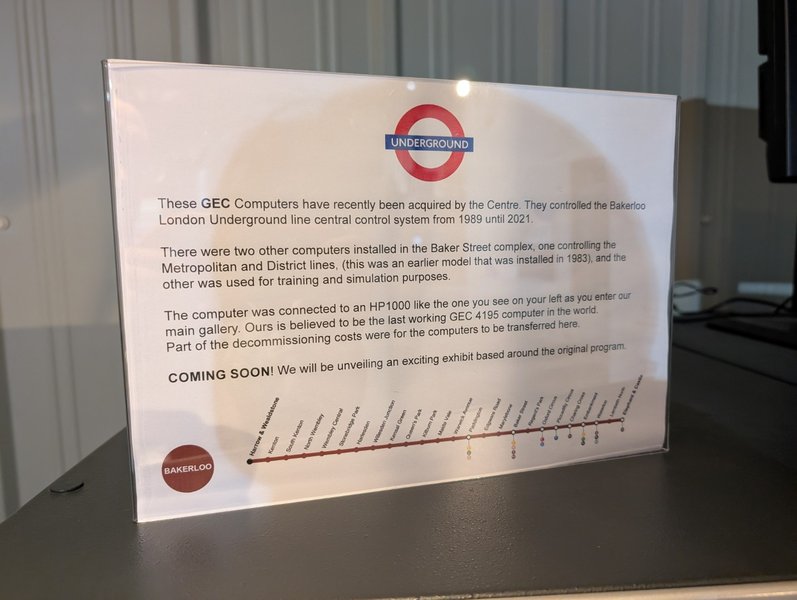 UNDERGROUND
These GEC Computers have recently been acquired by the Centre. They controlled the Bakerloo
London Underground line central control system from 1989 until 2021.
There were two other computers installed in the Baker Street complex, one controlling the
Metropolitan and District lines, (this was an earlier model that was installed in 1983), and the
other was used for training and simulation purposes.
The computer was connected to an HP1000 like the one you see on your left as you enter our
main gallery. Ours is believed to be the last working GEC 4195 computer in the world.
Part of the decommissioning costs were for the computers to be transferred here.
COMING SOON! We will be unveiling an exciting exhibit based around the original program.
BAKERLOO
Harrow & Wealdstone
Kenton
South Kenton
North Wembley
Wembley Central
Stonebridge Park
Harlesden
Willesden Junction
Kensal Green
Queen's Park
Kilburn Park
Maida Vale
Warwick Avenue
Paddington
Edgware Road
Marylebone
Baker Street
Regent's Park
Oxford Circus
Piccadilly Circus
Charing Cross
Embankment
Waterloo
Lambeth North
Elephant & Castle